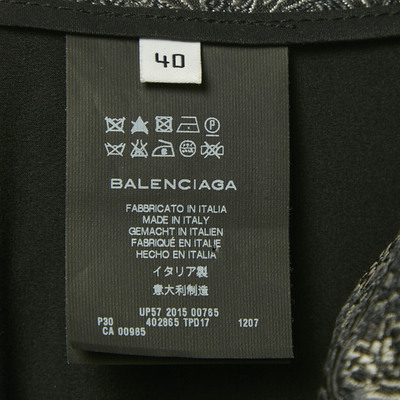 40
P
BALENCIAGA
FABBRICATO IN ITALIA
MADE IN ITALY
GEMACHT IN ITALIEN
FABRIQUÉ EN ITALIE
HECHO EN ITALIA
イタリア製
意大利制造
UP57 2015 00765
P30 402865 TPD17 1207
CA 00985